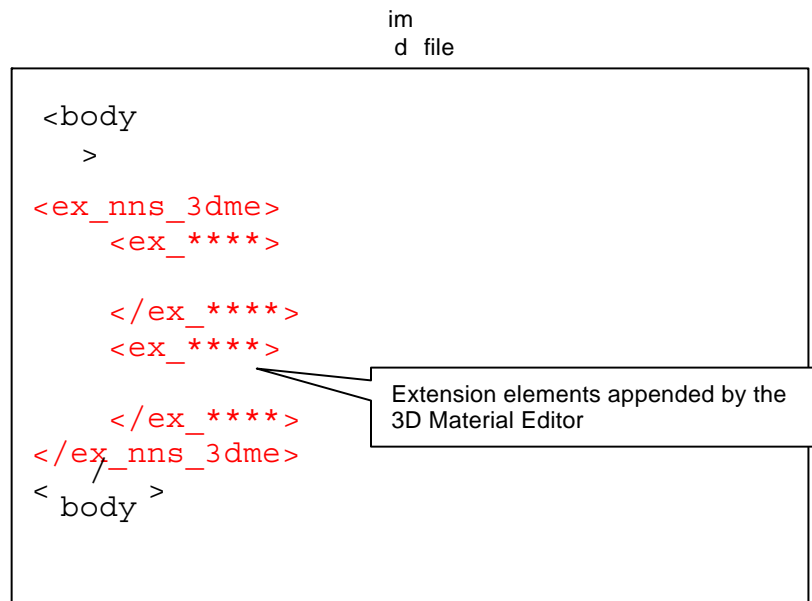 im
d file
<body
>
<ex_nns_3dme>
<ex_****>
</ex_****>
<ex_****>
Extension elements appended by the
3D Material Editor
</ex_****>
</ex_nns_3dme>
</body>